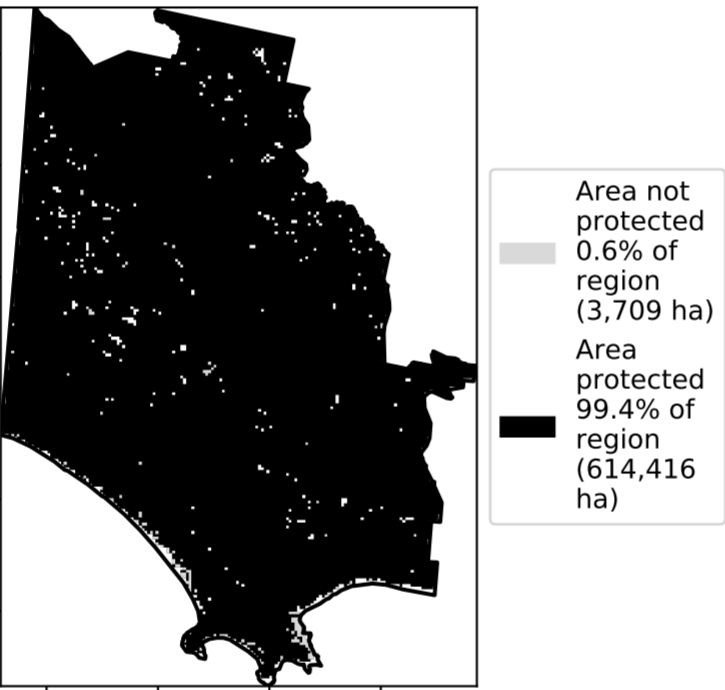 Area not
protected
0.6% of
region
(3,709 ha)
Area
protected
99.4% of
region
(614,416
ha)